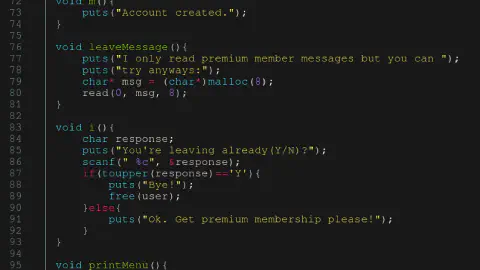 72 void m(){
73 puts("Account created.");
74 }
75
76 void leaveMessage(){
77 puts("I only read premium member messages but you can ");
78 puts("try anyways:");
79 char* msg = (char*)malloc(8);
80 read(0, msg, 8);
81 }
82
83 void i(){
84 char response;
85 puts("You're leaving already(Y/N)?");
86 scanf(" %c", &response);
87 if(toupper(response)=='Y'){
88 puts("Bye!");
89 free(user);
90 }else{
91 puts("Ok. Get premium membership please!");
92 }
93 }
94
95 void printMenu(){